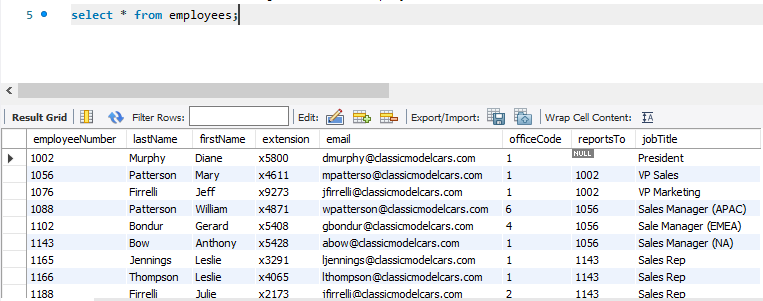 5 select * from employees;
Result Grid Filter Rows: Edit: Export/Import: Wrap Cell Content: IA
employeeNumber lastName firstName extension email officeCode reportsTo jobTitle
1002 Murphy Diane x5800 dmurphy@classicmodelcars.com 1 NULL President
1056 Patterson Mary x4611 mpatterso@classicmodelcars.com 1 1002 VP Sales
1076 Firrelli Jeff x9273 jfirrelli@classicmodelcars.com 1 1002 VP Marketing
1088 Patterson William x4871 wpatterson@classicmodelcars.com 6 1056 Sales Manager (APAC)
1102 Bondur Gerard x5408 gbondur@classicmodelcars.com 4 1056 Sale Manager (EMEA)
1143 Bow Anthony x5428 abow@classicmodelcars.com 1 1056 Sales Manager (NA)
1165 Jennings Leslie x3291 ljennings@classicmodelcars.com 1 1143 Sales Rep
1166 Thompson Leslie x4065 lthompson@classicmodelcars.com 1 1143 Sales Rep
1188 Firrelli Julie x2173 jfirrelli@classicmodelcars.com 2 1143 Sales Rep